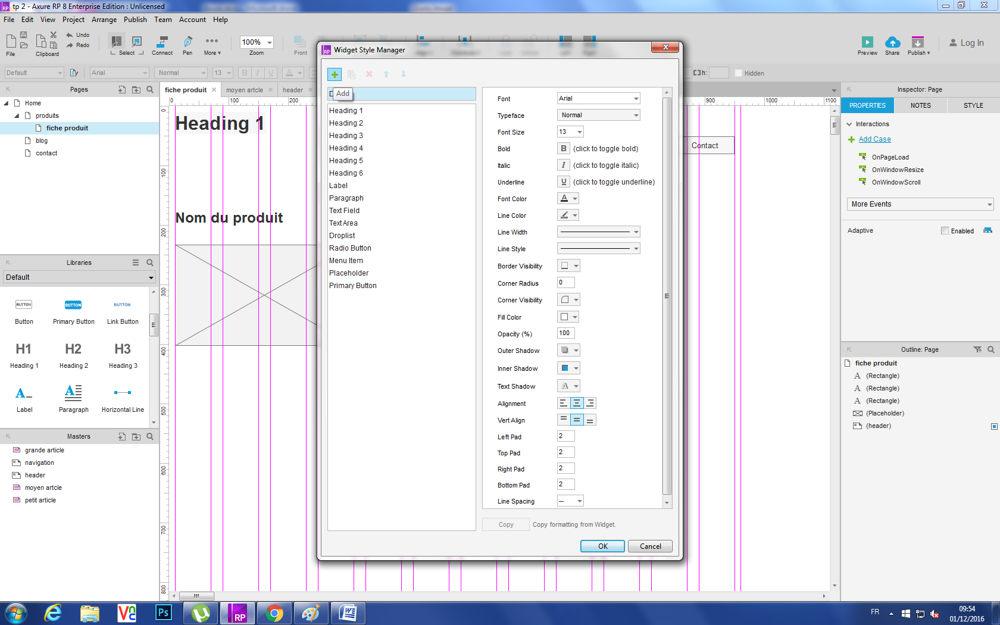 tp 2 - Axure RP 8 Enterprise Edition : Unlicensed
File Edit View Project Arrange Publish Team Account Help
Undo
Redo
100%
File Clipboard Select Connect Pen More Zoom Front
Preview Share Publish Log In
Default Arial Normal 13 B I U A
h: Hidden
Pages
Home
produits
fiche produit
blog
contact
Libraries
Default
BUTTON BUTTON BUTTON
Button Primary Button Link Button
H1 H2 H3
Heading 1 Heading 2 Heading 3
A A
Label Paragraph Horizontal Line
Masters
grande article
navigation
header
moyen artcle
petit article
fiche produit moyen artcle header
0 100 200 900 1000 1100
0
100
200
300
400
500
600
700
800
Heading 1
Nom du produit
Contact
RP Widget Style Manager
Add
Heading 1
Heading 2
Heading 3
Heading 4
Heading 5
Heading 6
Label
Paragraph
Text Field
Text Area
Droplist
Radio Button
Menu Item
Placeholder
Primary Button
Font Arial
Typeface Normal
Font Size 13
Bold B (click to toggle bold)
Italic I (click to toggle italic)
Underline U (click to toggle underline)
Font Color A
Line Color
Line Width
Line Style
Border Visibility
Corner Radius 0
Corner Visibility
Fill Color
Opacity (%) 100
Outer Shadow
Inner Shadow
Text Shadow A
Alignment
Vert Align
Left Pad 2
Top Pad 2
Right Pad 2
Bottom Pad 2
Line Spacing --
Copy Copy formatting from Widget.
OK Cancel
Inspector: Page
PROPERTIES NOTES STYLE
Interactions
Add Case
OnPageLoad
OnWindowResize
OnWindowScroll
More Events
Adaptive Enabled
Outline: Page
fiche produit
A (Rectangle)
A (Rectangle)
A (Rectangle)
(Placeholder)
(header)
Ps RP FR 09:54
01/12/2016